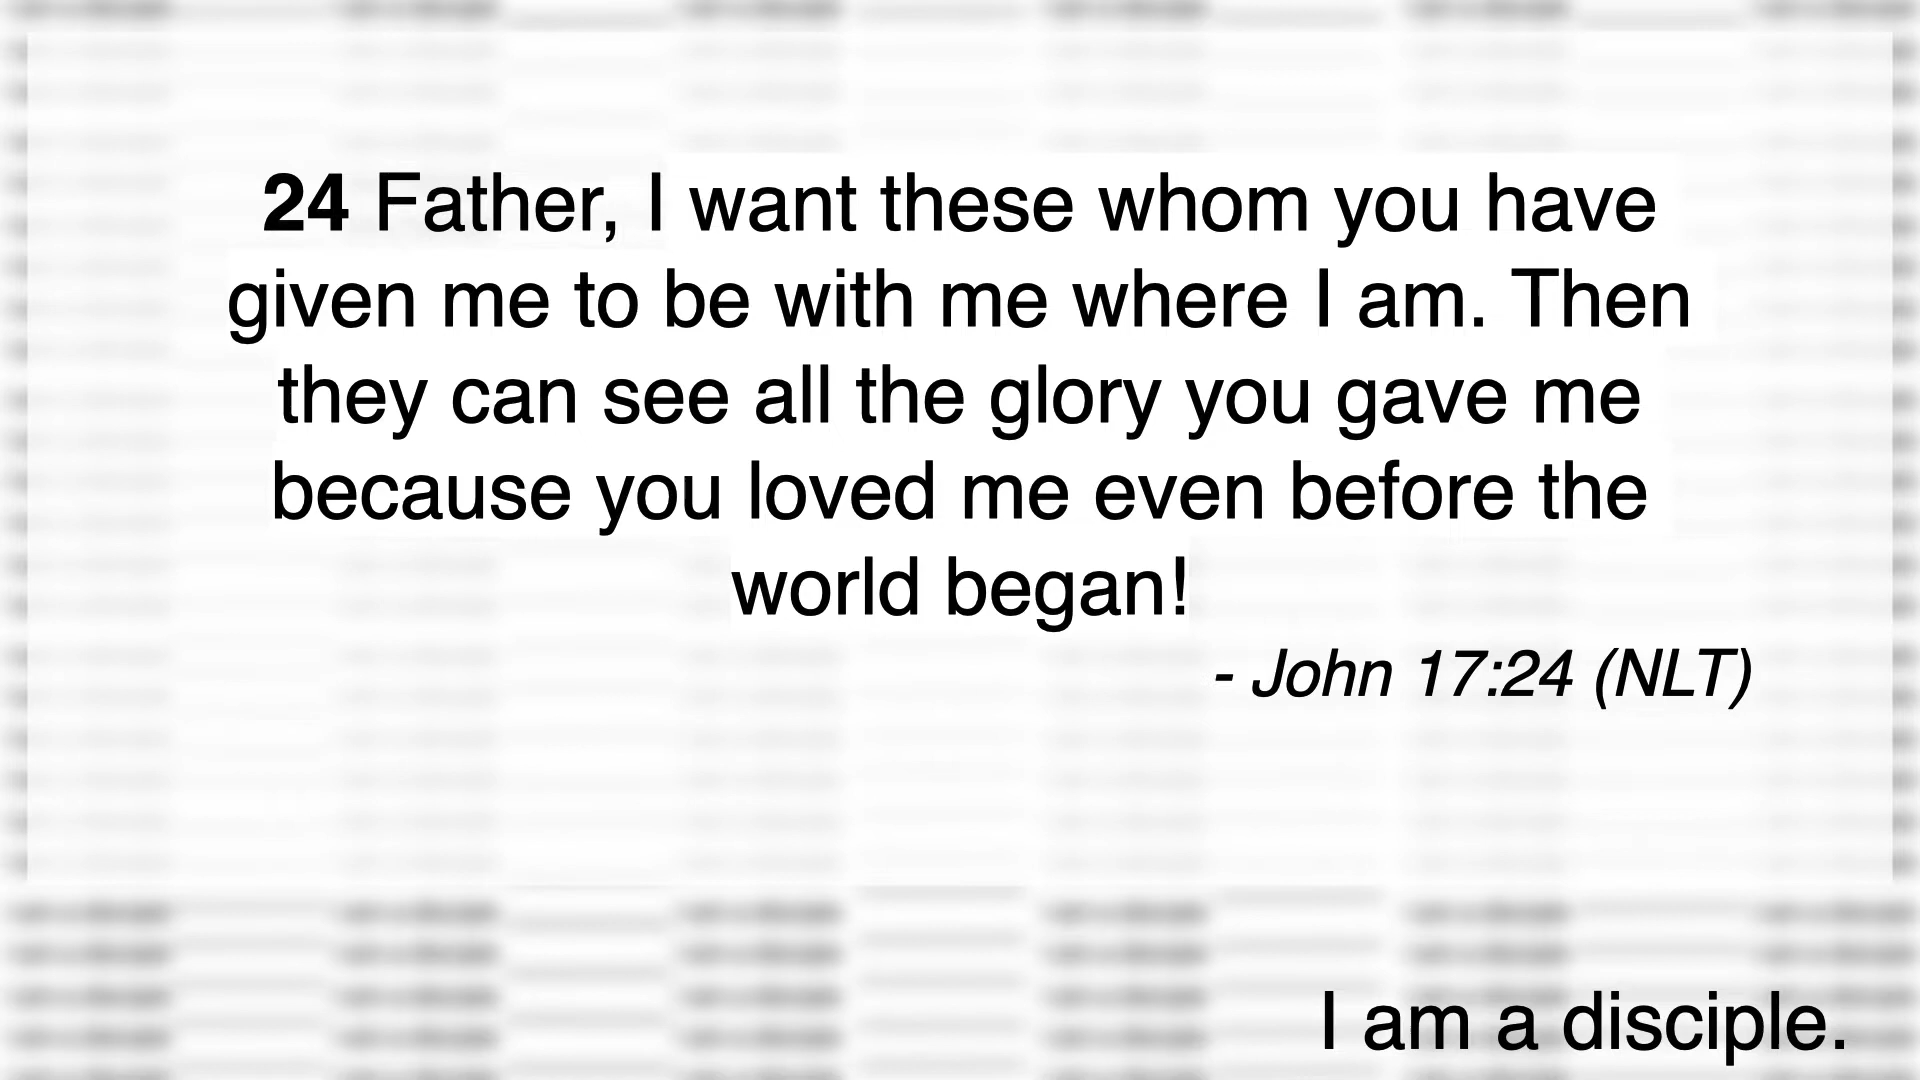 24 Father, I want these whom you have
given me to be with me where I am. Then
they can see all the glory you gave me
because you loved me even before the
world began!
- John 17:24 (NLT)
I am a disciple.